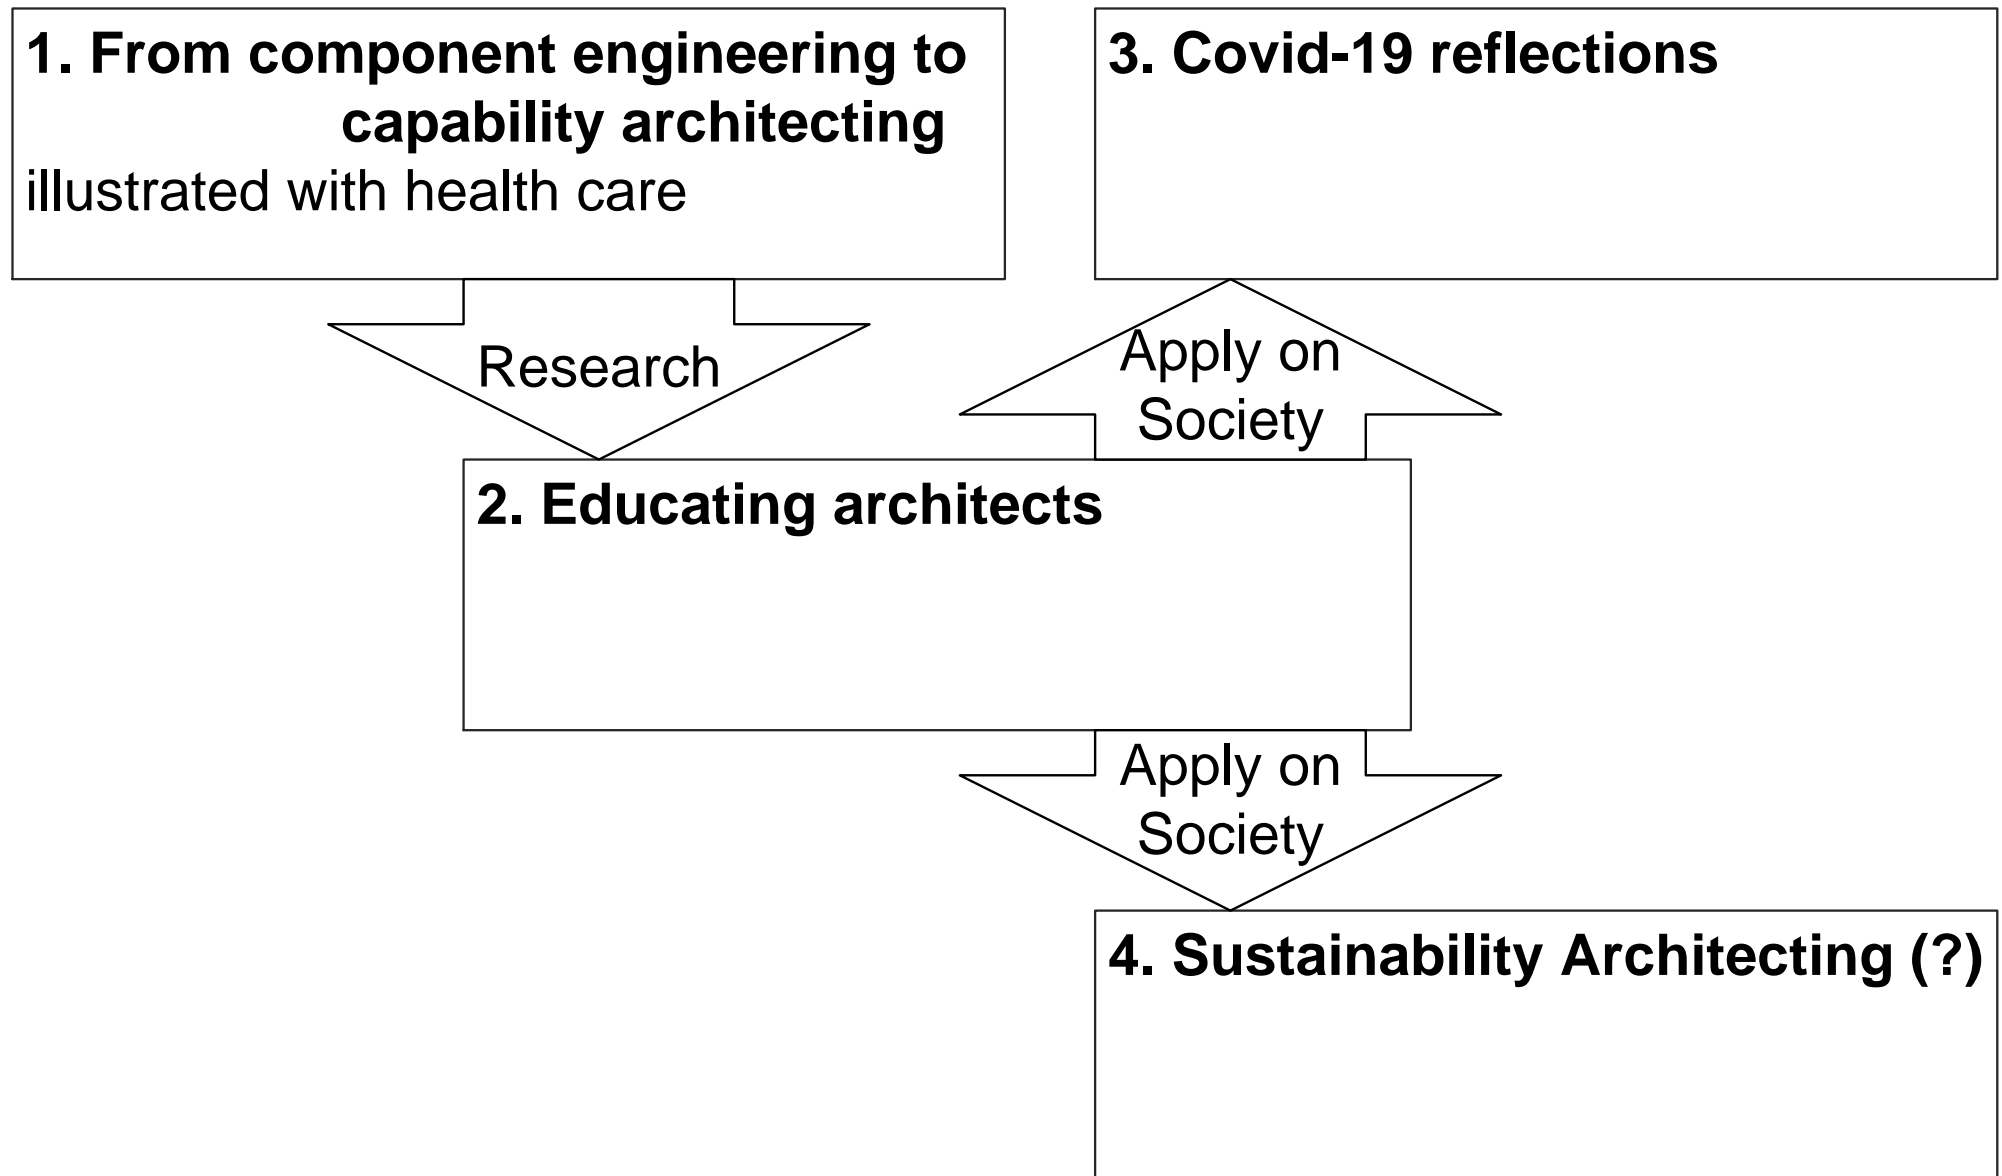 1. From component engineering to
capability architecting
illustrated with health care
Research
2. Educating architects
Apply on
Society
3. Covid-19 reflections
Apply on
Society
4. Sustainability Architecting (?)